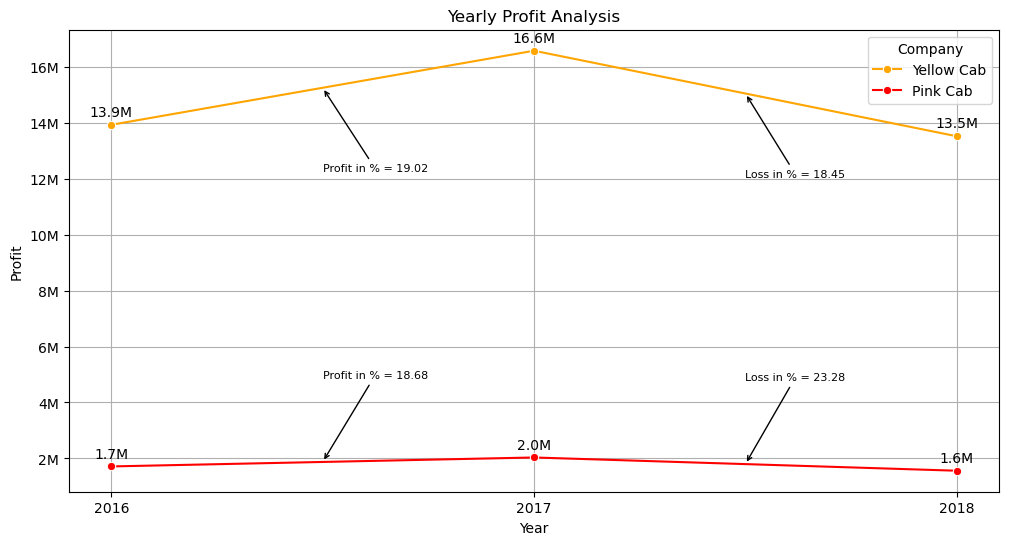 Yearly Profit Analysis
16.6M
Company
Yellow Cab
Pink Cab
16M
13.9M
13.5M
14M
Profit in % = 19.02
Loss in % = 18.45
12M
10M
Profit
8M
6M
Profit in % = 18.68
Loss in % = 23.28
4M
2.0M
1.7M
1.6M
2M
2016
2017
2018
Year